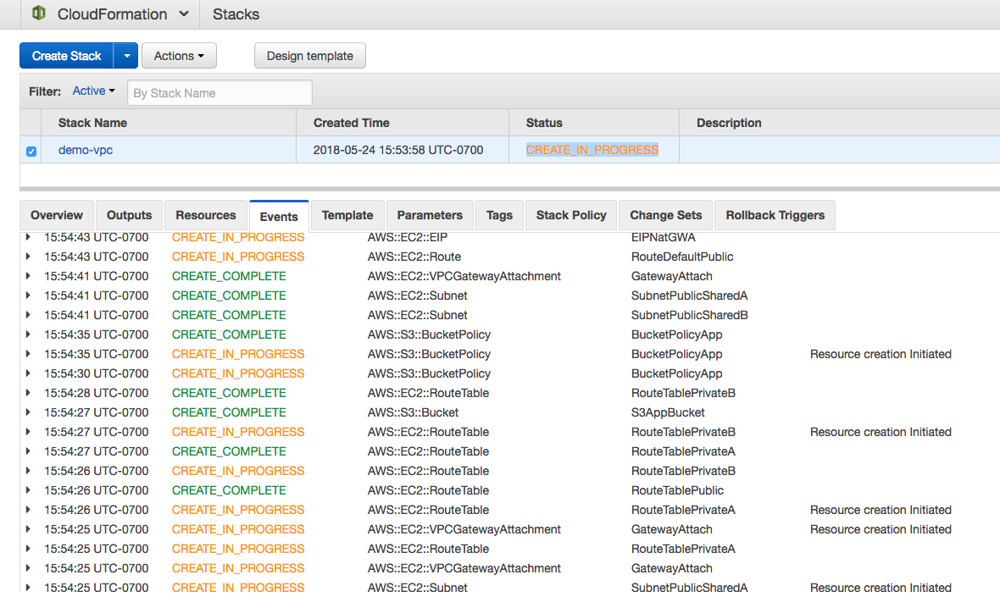 CloudFormation Stacks
Create Stack Actions Design template
Filter: Active By Stack Name
Stack Name Created Time Status Description
demo-vpc 2018-05-24 15:53:58 UTC-0700 CREATE_IN_PROGRESS
Overview Outputs Resources Events Template Parameters Tags Stack Policy Change Sets Rollback Triggers
15:54:43 UTC-0700 CREATE_IN_PROGRESS AWS::EC2::EIP EIPNatGWA
15:54:43 UTC-0700 CREATE_IN_PROGRESS AWS::EC2::Route RouteDefaultPublic
15:54:41 UTC-0700 CREATE_COMPLETE AWS::EC2::VPCGatewayAttachment GatewayAttach
15:54:41 UTC-0700 CREATE_COMPLETE AWS::EC2::Subnet SubnetPublicSharedA
15:54:41 UTC-0700 CREATE_COMPLETE AWS::EC2::Subnet SubnetPublicSharedB
15:54:35 UTC-0700 CREATE_COMPLETE AWS::S3::BucketPolicy BucketPolicyApp
15:54:35 UTC-0700 CREATE_IN_PROGRESS AWS::S3::BucketPolicy BucketPolicyApp Resource creation Initiated
15:54:30 UTC-0700 CREATE_IN_PROGRESS AWS::S3::BucketPolicy BucketPolicyApp
15:54:28 UTC-0700 CREATE_COMPLETE AWS::EC2::RouteTable RouteTablePrivateB
15:54:27 UTC-0700 CREATE_COMPLETE AWS::S3::Bucket S3AppBucket
15:54:27 UTC-0700 CREATE_IN_PROGRESS AWS::EC2::RouteTable RouteTablePrivateB Resource creation Initiated
15:54:27 UTC-0700 CREATE_COMPLETE AWS::EC2::RouteTable RouteTablePrivateA
15:54:26 UTC-0700 CREATE_IN_PROGRESS AWS::EC2::RouteTable RouteTablePrivateB
15:54:26 UTC-0700 CREATE_COMPLETE AWS::EC2::RouteTable RouteTablePublic
15:54:26 UTC-0700 CREATE_IN_PROGRESS AWS::EC2::RouteTable RouteTablePrivateA Resource creation Initiated
15:54:25 UTC-0700 CREATE_IN_PROGRESS AWS::EC2::VPCGatewayAttachment GatewayAttach Resource creation Initiated
15:54:25 UTC-0700 CREATE_IN_PROGRESS AWS::EC2::RouteTable RouteTablePrivateA
15:54:25 UTC-0700 CREATE_IN_PROGRESS AWS::EC2::VPCGatewayAttachment GatewayAttach
15:54:25 UTC-0700 CREATE_IN_PROGRESS AWS::EC2::Subnet SubnetPublicSharedA Resource creation Initiated